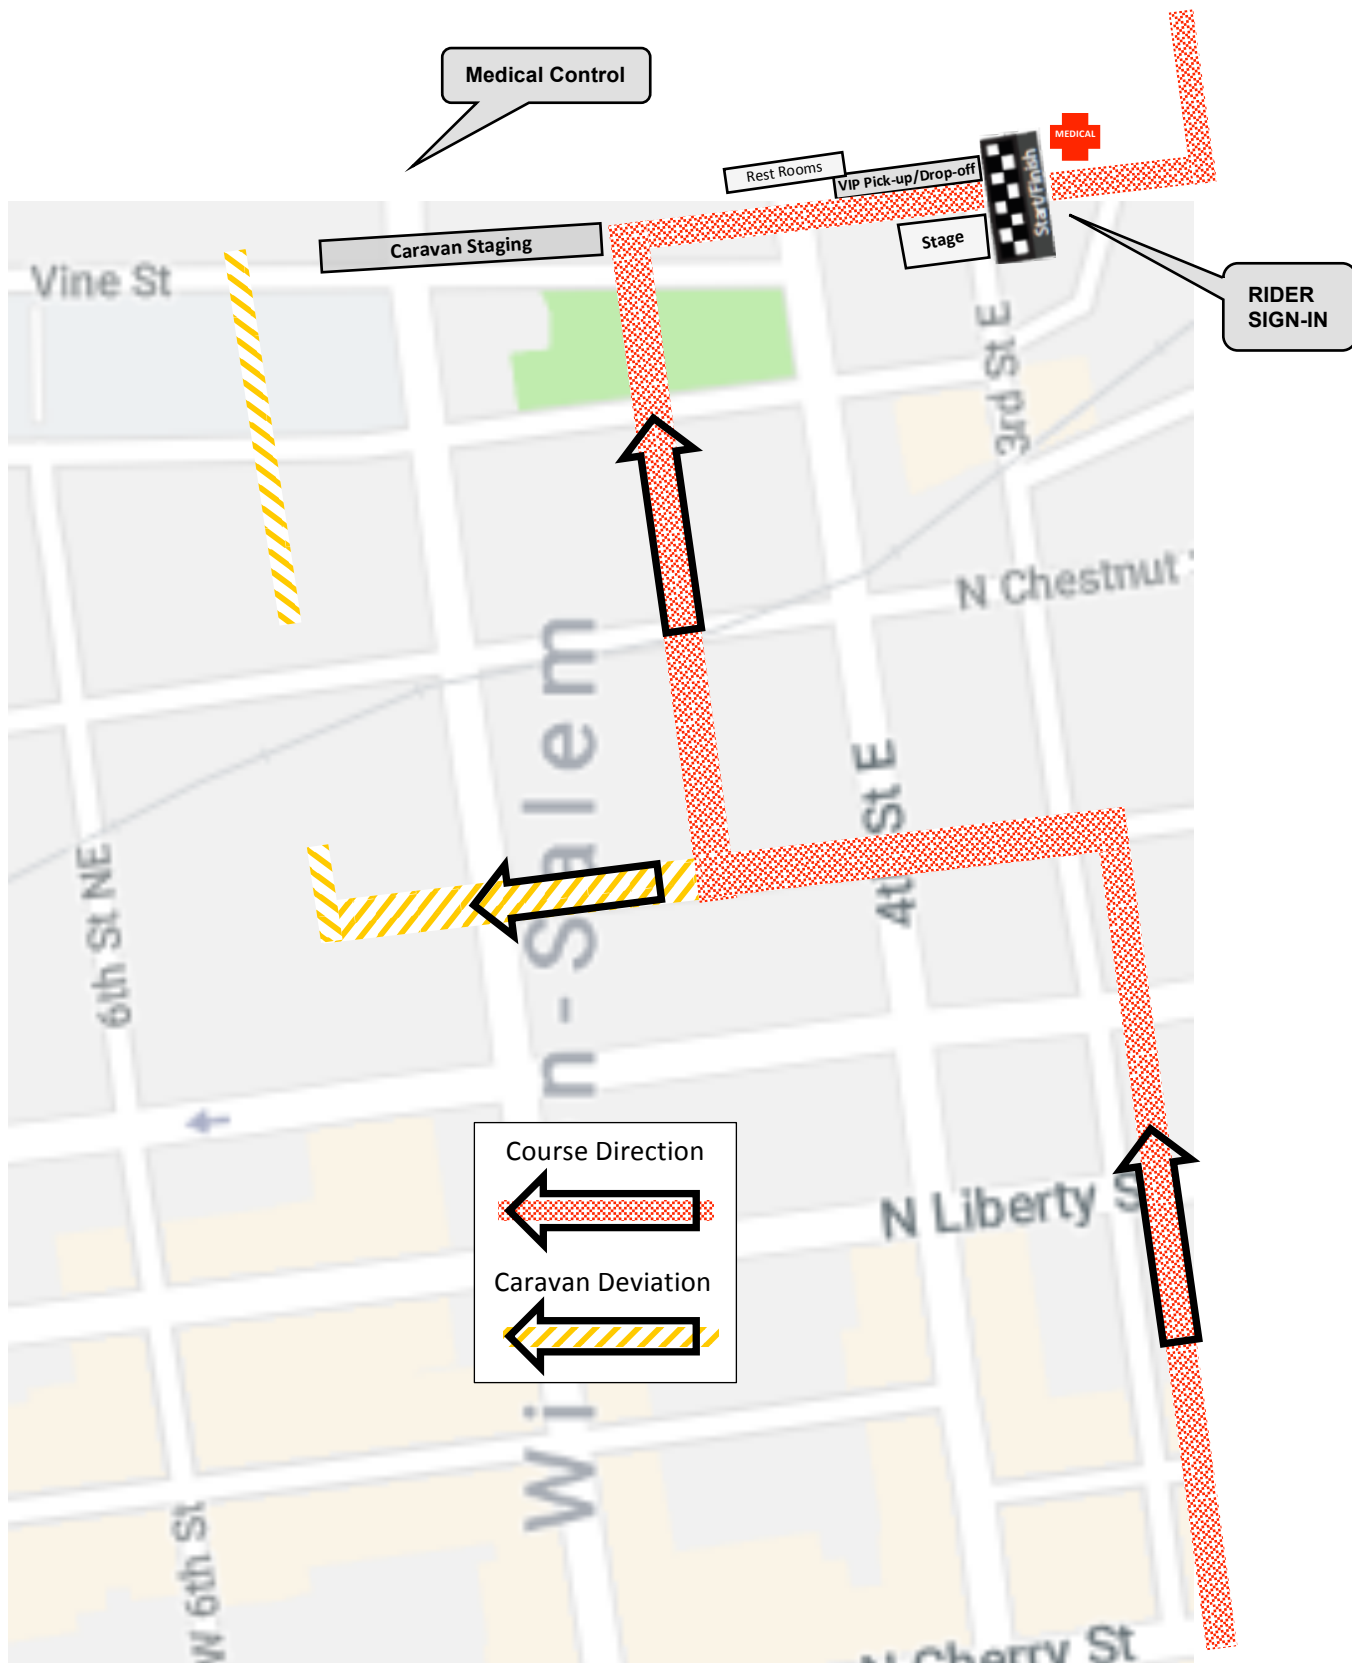 Medical Control
MEDICAL
Rest Rooms
VIP Pick-up/Drop-off
Start/Finish
Caravan Staging
Stage
Vine St
RIDER
SIGN-IN
3rd St E
N Chestnut
Winston-Salem
4th St E
6th St NE
Course Direction
N Liberty S
Caravan Deviation
W 6th St
N Cherry St